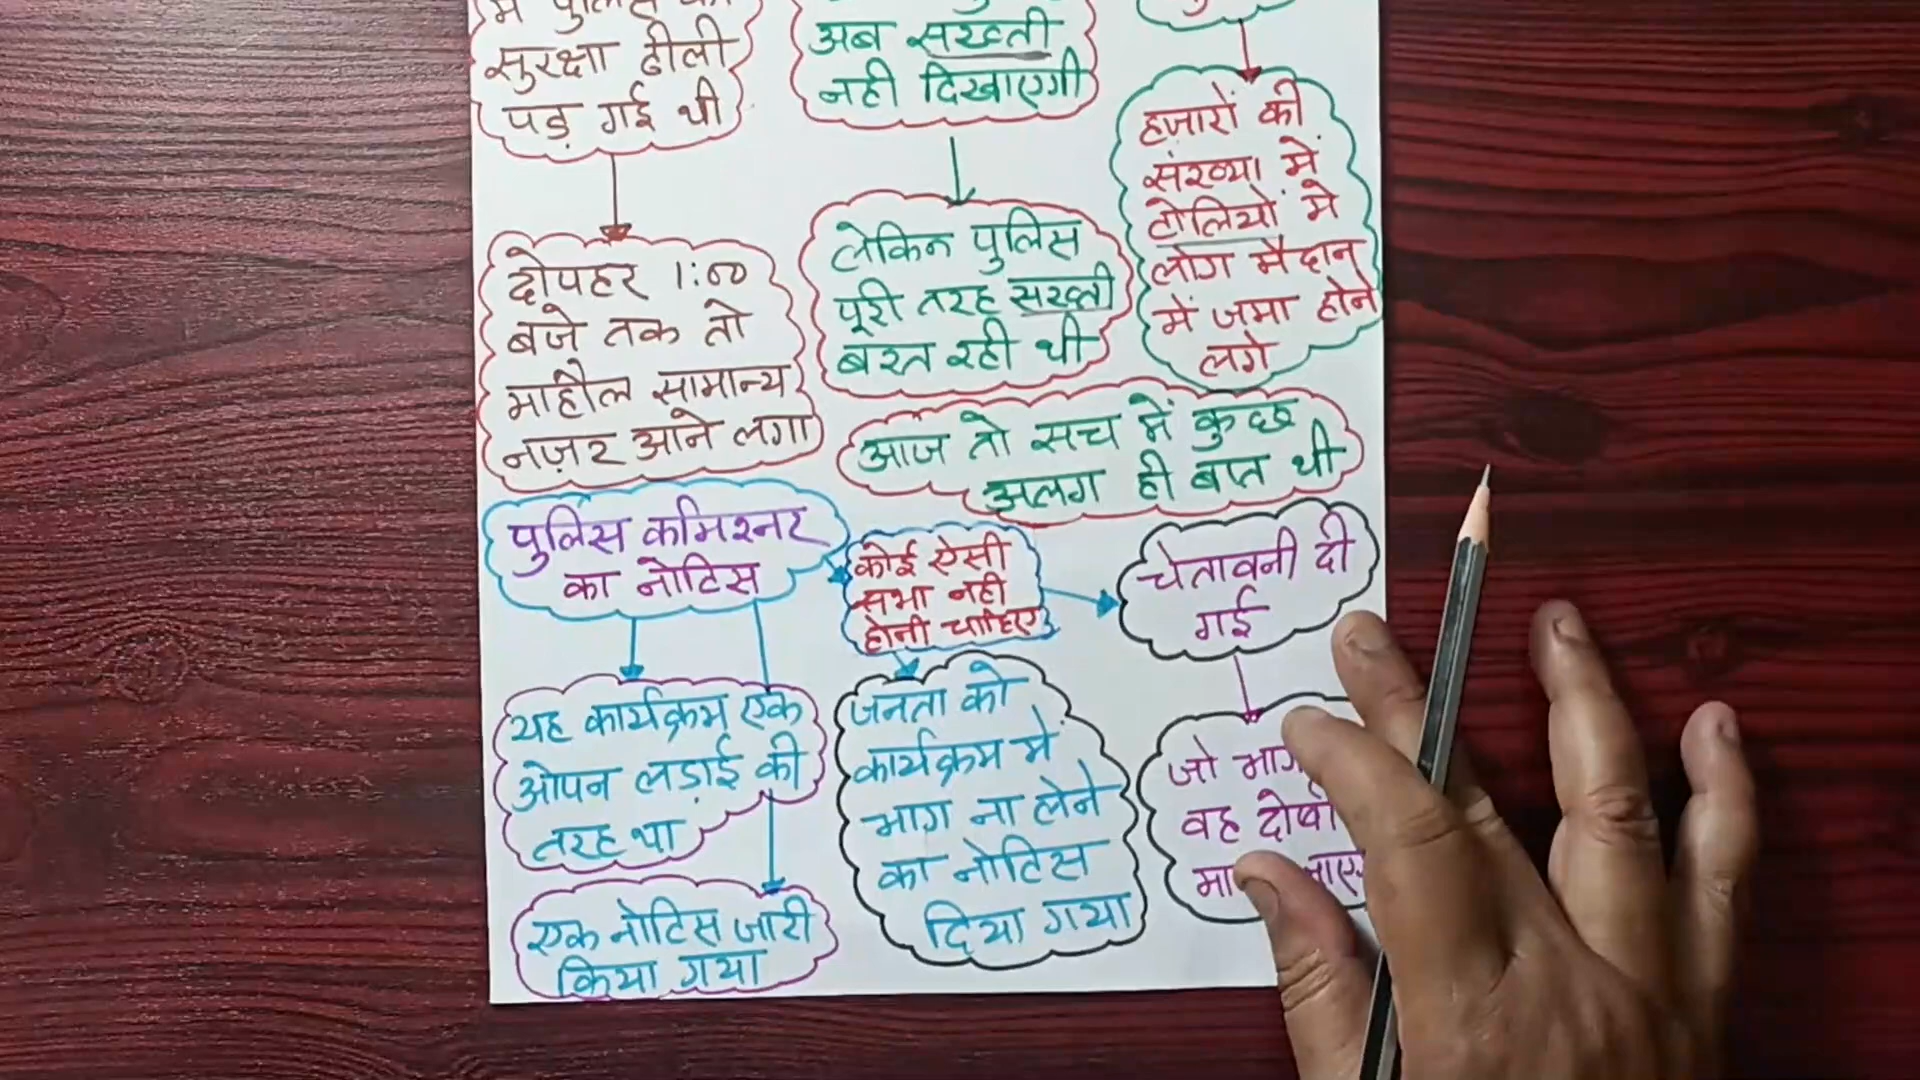 में पुलिस की
सुरक्षा ढीली
पड़ गई थी
अब सख्ती
नही दिखाएगी
हज़ारों की
संख्या में
टोलियों मे
लोग मैदान
में जमा होने
लगे
दोपहर 1:00
बजे तक तो
माहौल सामान्य
नज़र आने लगा
लेकिन पुलिस
पूरी तरह सख्ती
बरत रही थी
आज तो सच में कुछ
अलग ही बात थी
पुलिस कमिश्नर
का नोटिस
कोई ऐसी
सभा नही
होनी चाहिए
चेतावनी दी
गई
यह कार्यक्रम एक
ओपन लड़ाई की
तरह था
एक नोटिस जारी
किया गया
जनता को
कार्यक्रम में
भाग ना लेने
का नोटिस
दिया गया
जो भाग
वह दोषी